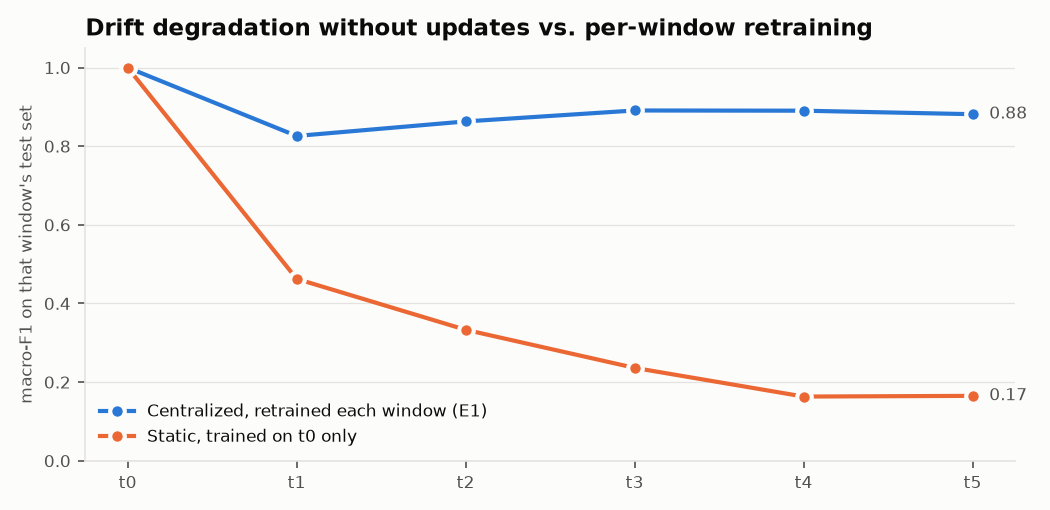 Drift degradation without updates vs. per-window retraining
macro-F1 on that window's test set
1.0
0.8
0.6
0.4
0.2
0.0
0.88
0.17
Centralized, retrained each window (E1)
Static, trained on t0 only
t0
t1
t2
t3
t4
t5